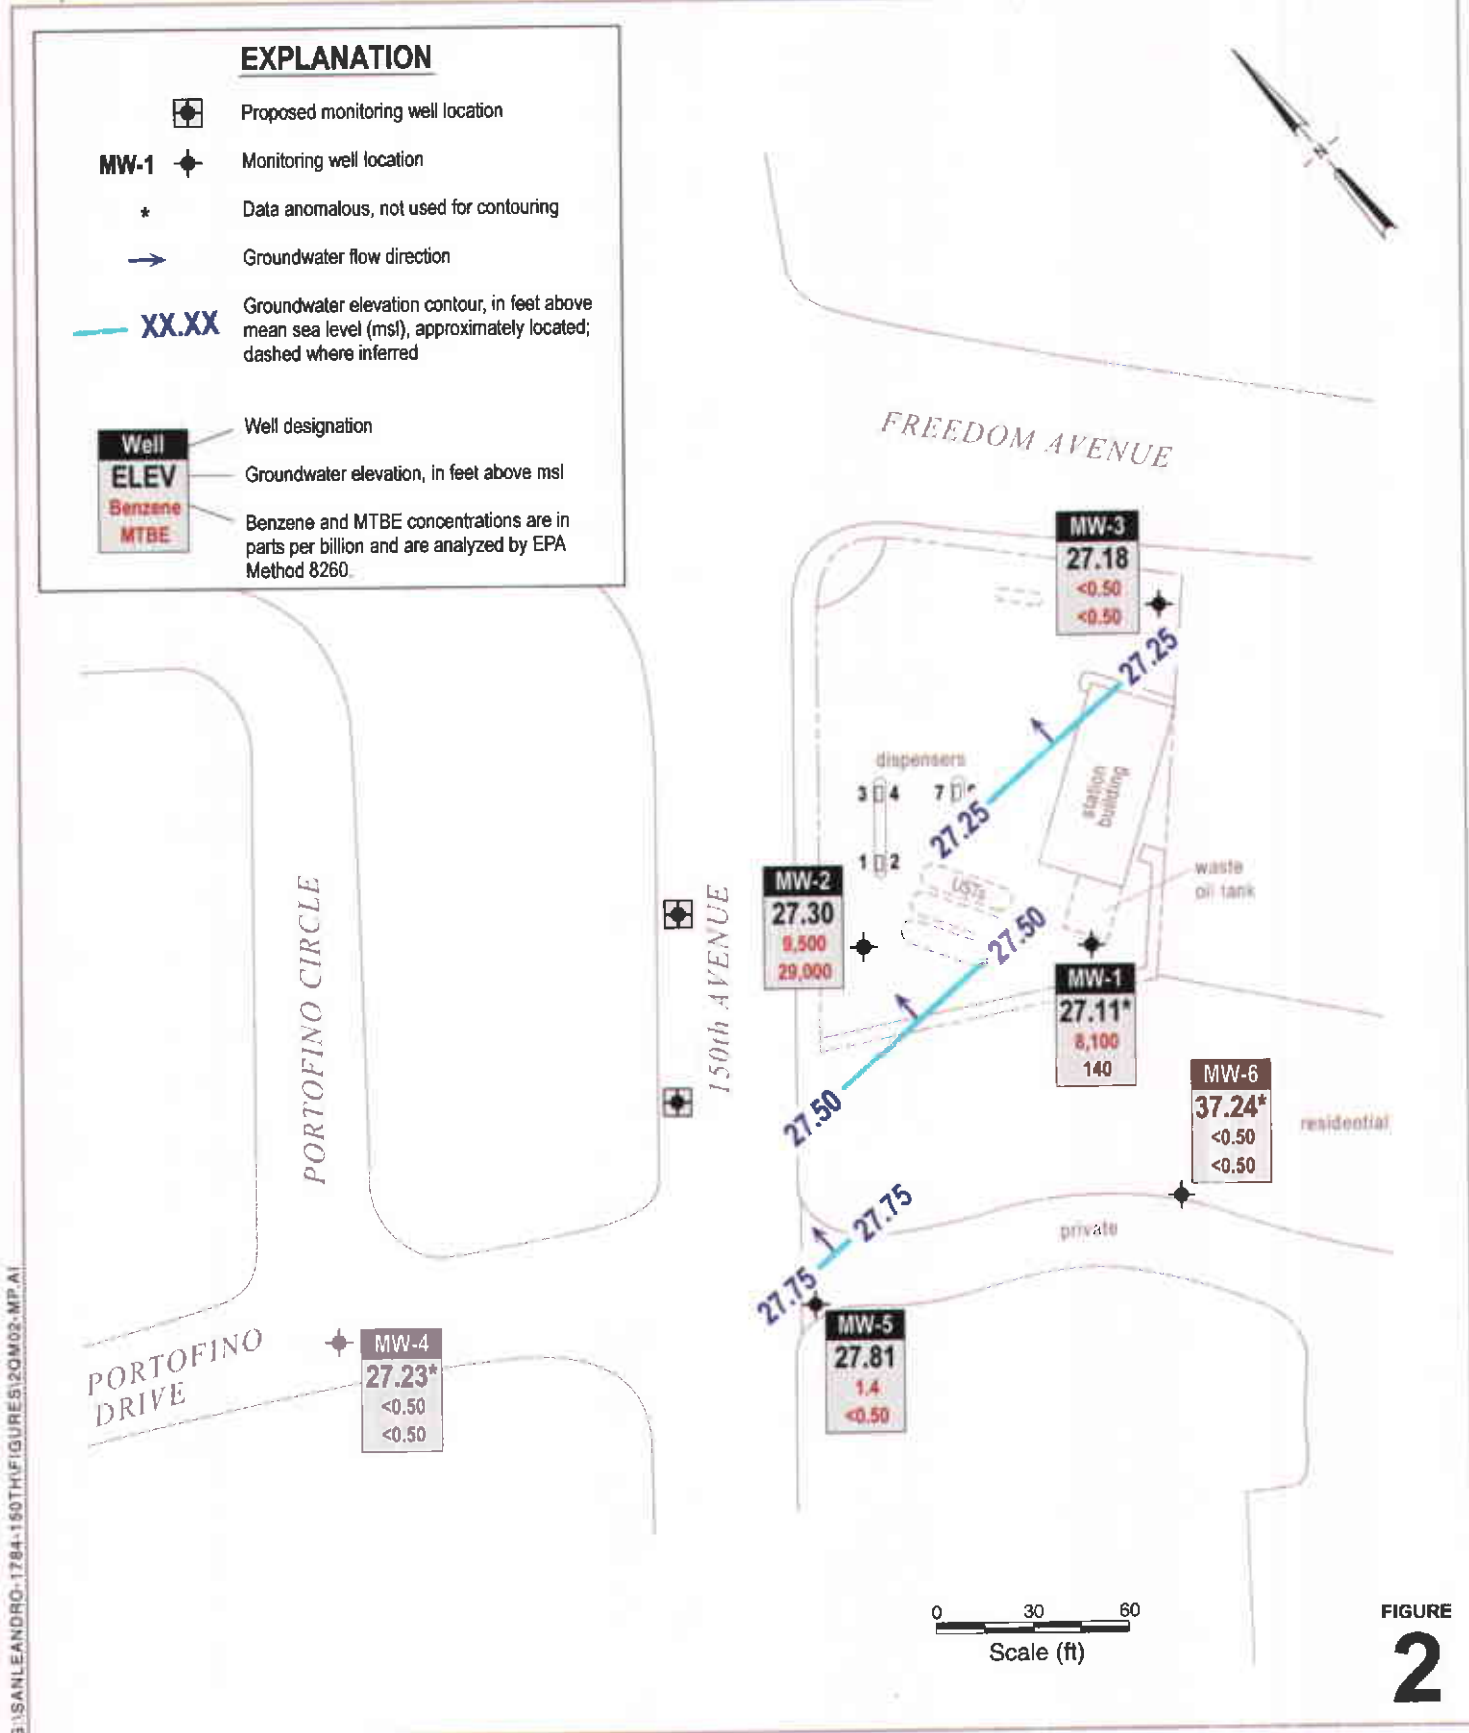 EXPLANATION
Proposed monitoring well location
MW-1
Monitoring well location
*
Data anomalous, not used for contouring
Groundwater flow direction
XX.XX
Groundwater elevation contour, in feet above
mean sea level (msl), approximately located;
dashed where inferred
Well
ELEV
Benzene
MTBE
Well designation
Groundwater elevation, in feet above msl
Benzene and MTBE concentrations are in
parts per billion and are analyzed by EPA
Method 8260.
N
FREEDOM AVENUE
MW-3
27.18
<0.50
<0.50
27.25
27.25
dispensers
3 4
7
1 2
station
building
USTs
waste
oil tank
MW-2
27.30
9,500
29,000
27.50
27.50
MW-1
27.11*
8,100
140
MW-6
37.24*
<0.50
<0.50
residential
private
PORTOFINO CIRCLE
150th AVENUE
27.75
27.75
MW-5
27.81
1.4
<0.50
PORTOFINO
DRIVE
MW-4
27.23*
<0.50
<0.50
0 30 60
Scale (ft)
FIGURE
2
G:\SANLEANDRO-1784-150TH\FIGURES\2QM02-MP.AI